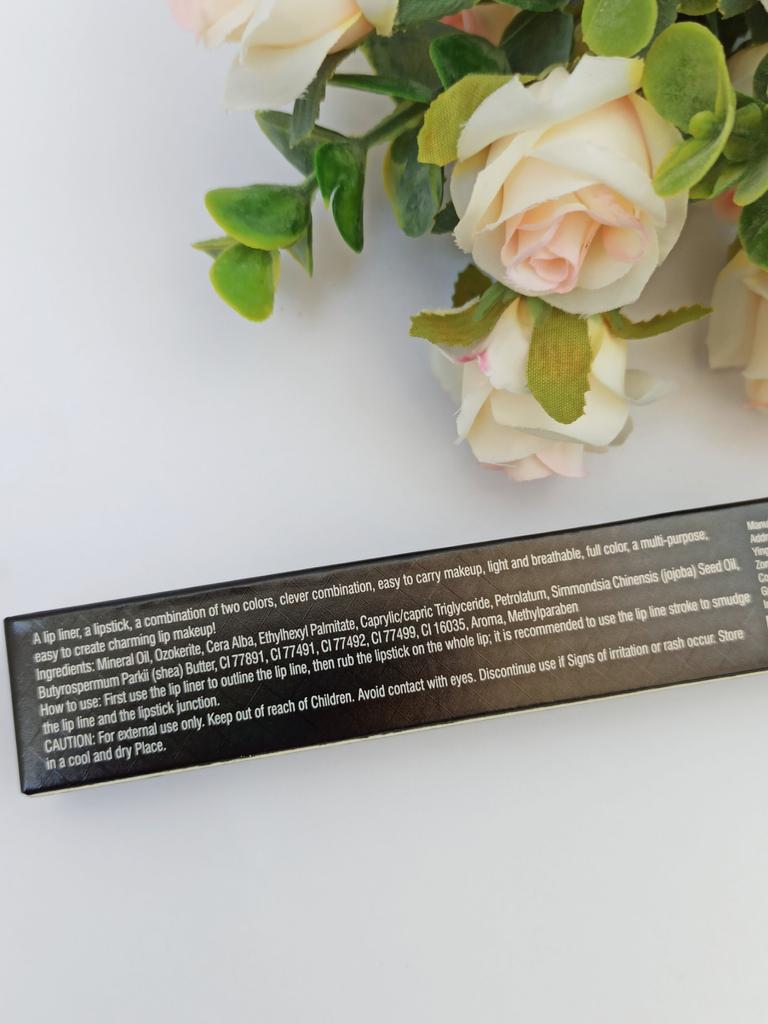 A lip liner, a lipstick, a combination of two colors, clever combination, easy to carry makeup, light and breathable, full color, a multi-purpose;
easy to create charming lip makeup!
Ingredients: Mineral Oil, Ozokerite, Cera Alba, Ethylhexyl Palmitate, Caprylic/capric Triglyceride, Petrolatum, Simmondsia Chinensis (jojoba) Seed Oil,
Butyrospermum Parkii (shea) Butter, CI 77891, CI 77491, CI 77492, CI 77499, CI 16035, Aroma, Methylparaben
How to use: First use the lip liner to outline the lip line, then rub the lipstick on the whole lip; it is recommended to use the lip line stroke to smudge
the lip line and the lipstick junction.
CAUTION: For external use only. Keep out of reach of Children. Avoid contact with eyes. Discontinue use if Signs of irritation or rash occur. Store
in a cool and dry Place.
Manu
Addr
Ying
Zon
Co